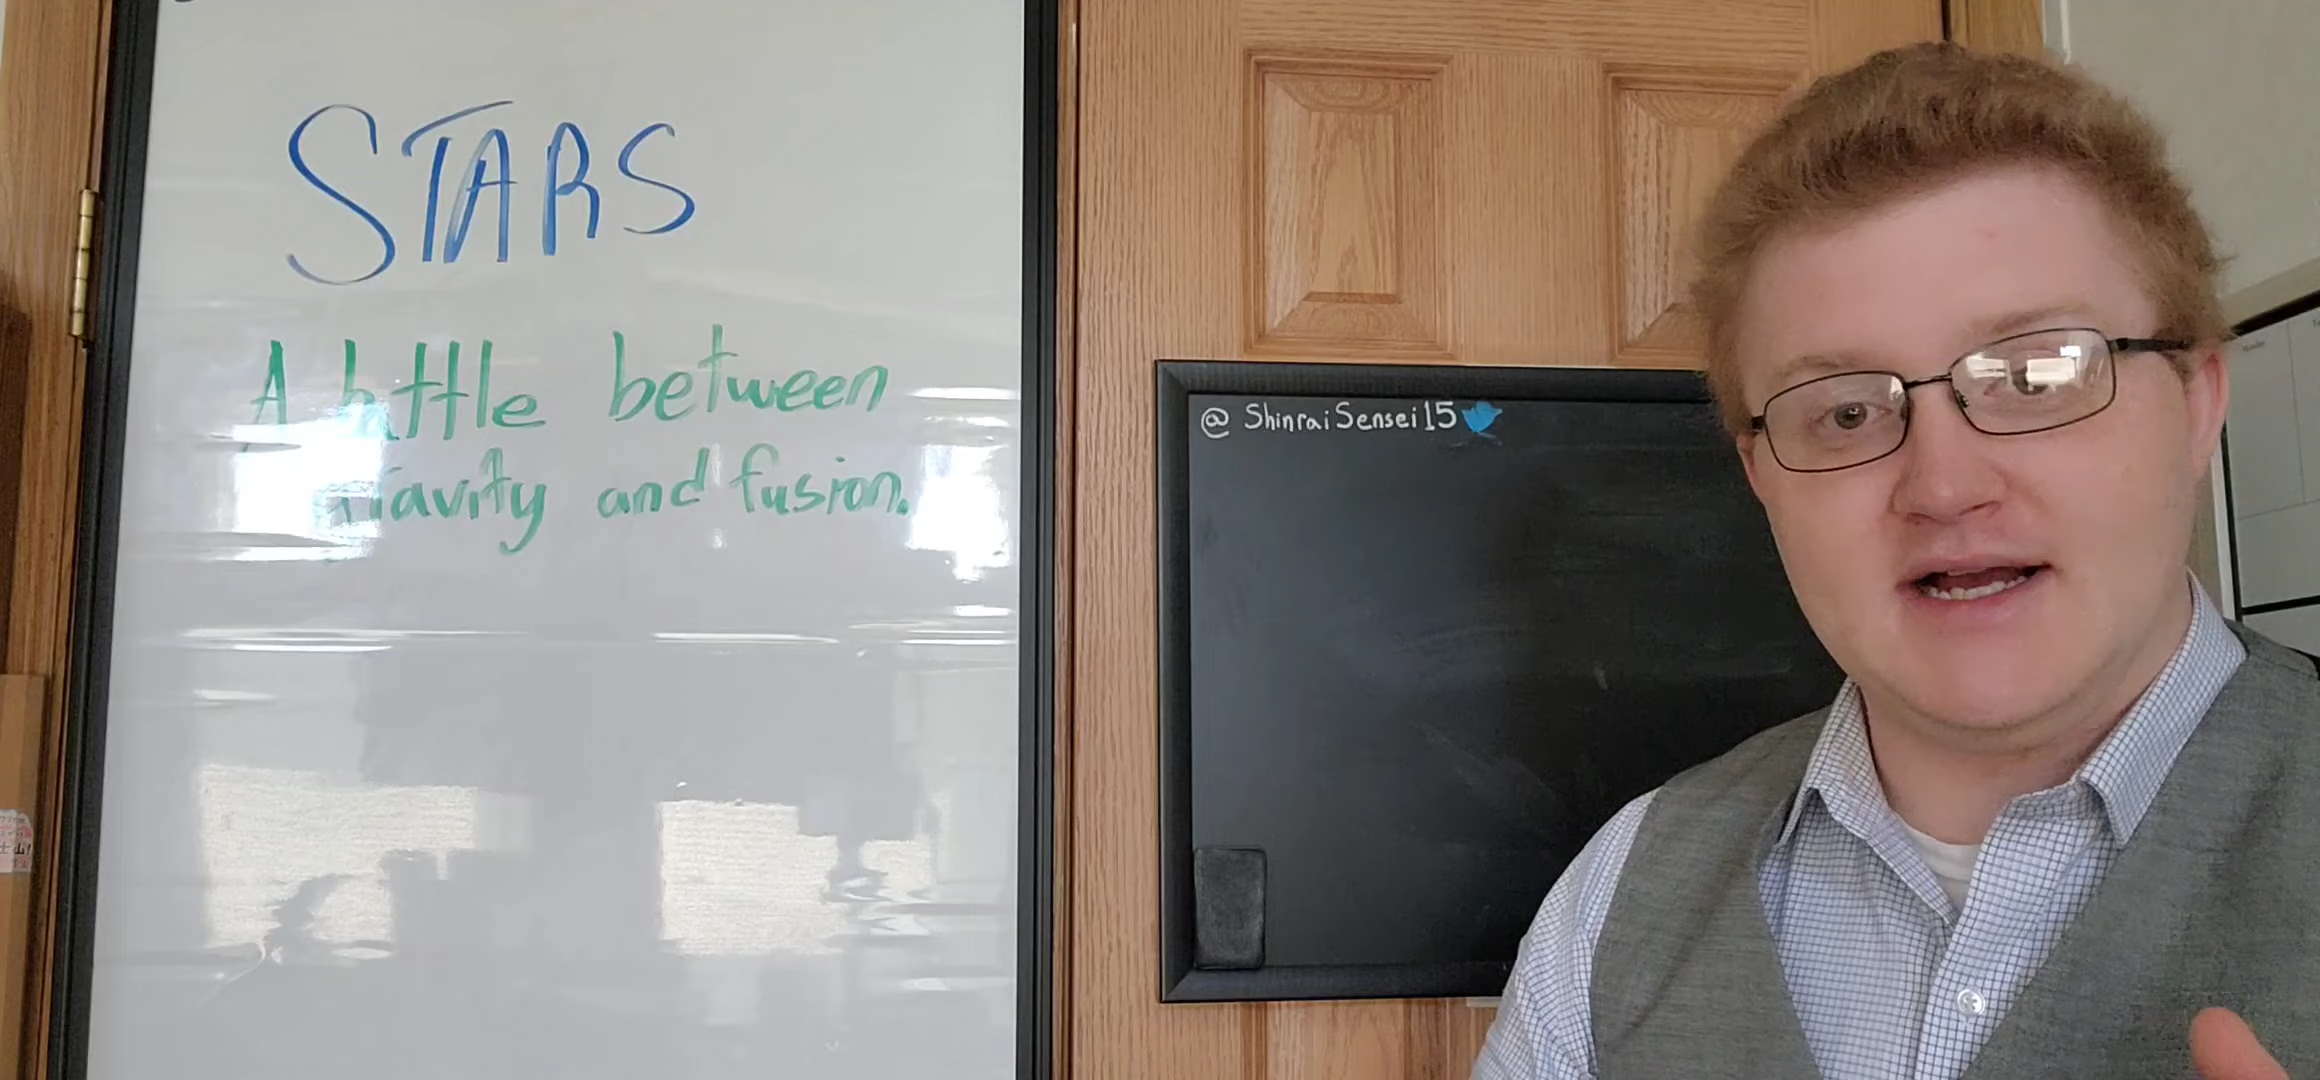 STARS
A battle between
gravity and fusion.
@ ShinraiSensei15